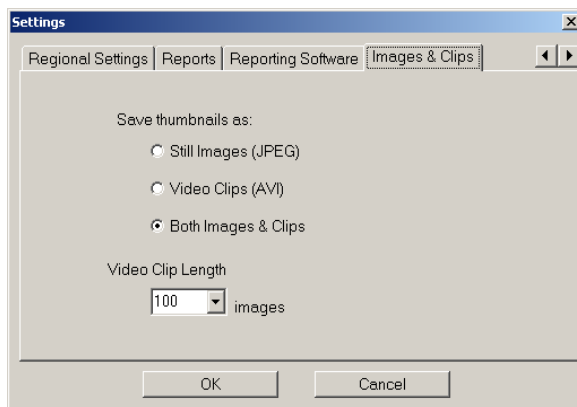 Settings
Regional Settings Reports Reporting Software Images & Clips
Save thumbnails as:
Still Images (JPEG)
Video Clips (AVI)
Both Images & Clips
Video Clip Length
100 images
OK Cancel